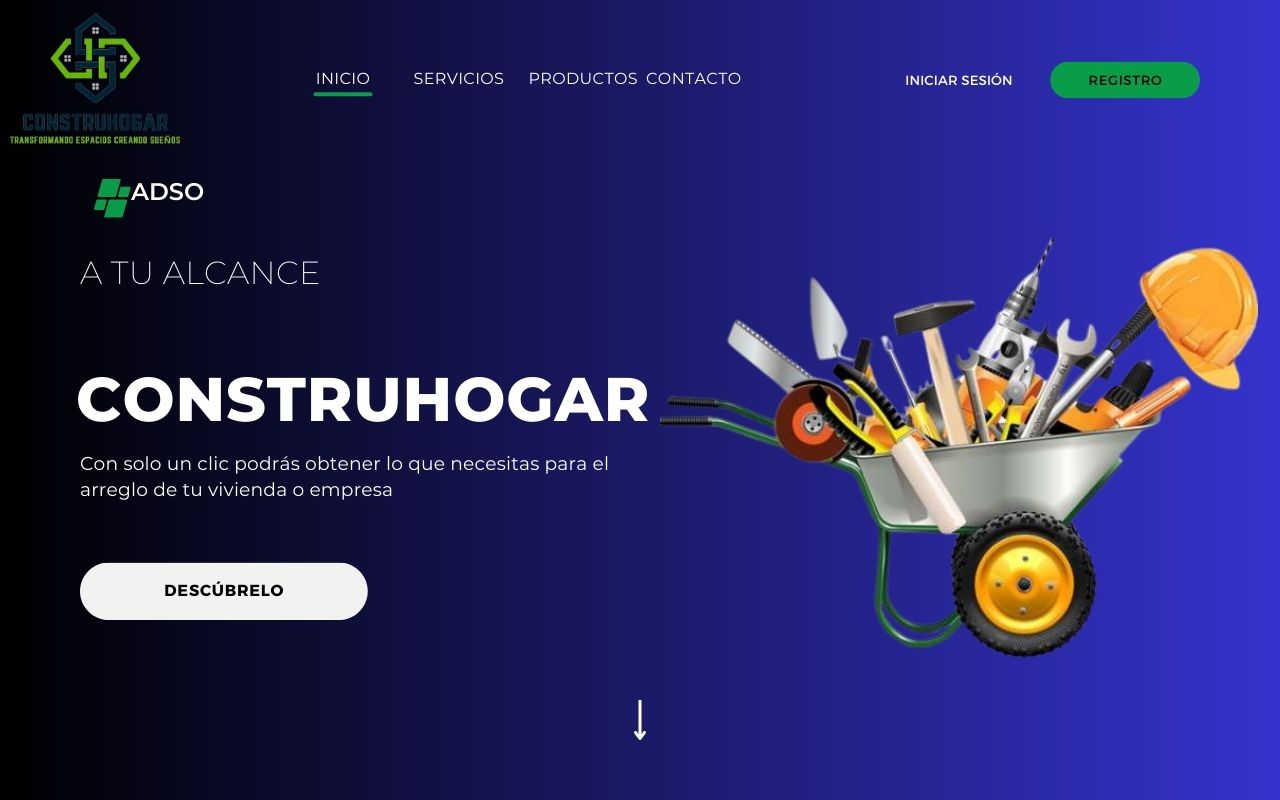 INICIO SERVICIOS PRODUCTOS CONTACTO INICIAR SESIÓN REGISTRO
CONSTRUHOGAR
TRANSFORMANDO ESPACIOS CREANDO SUEÑOS
ADSO
A TU ALCANCE
CONSTRUHOGAR
Con solo un clic podrás obtener lo que necesitas para el
arreglo de tu vivienda o empresa
DESCÚBRELO